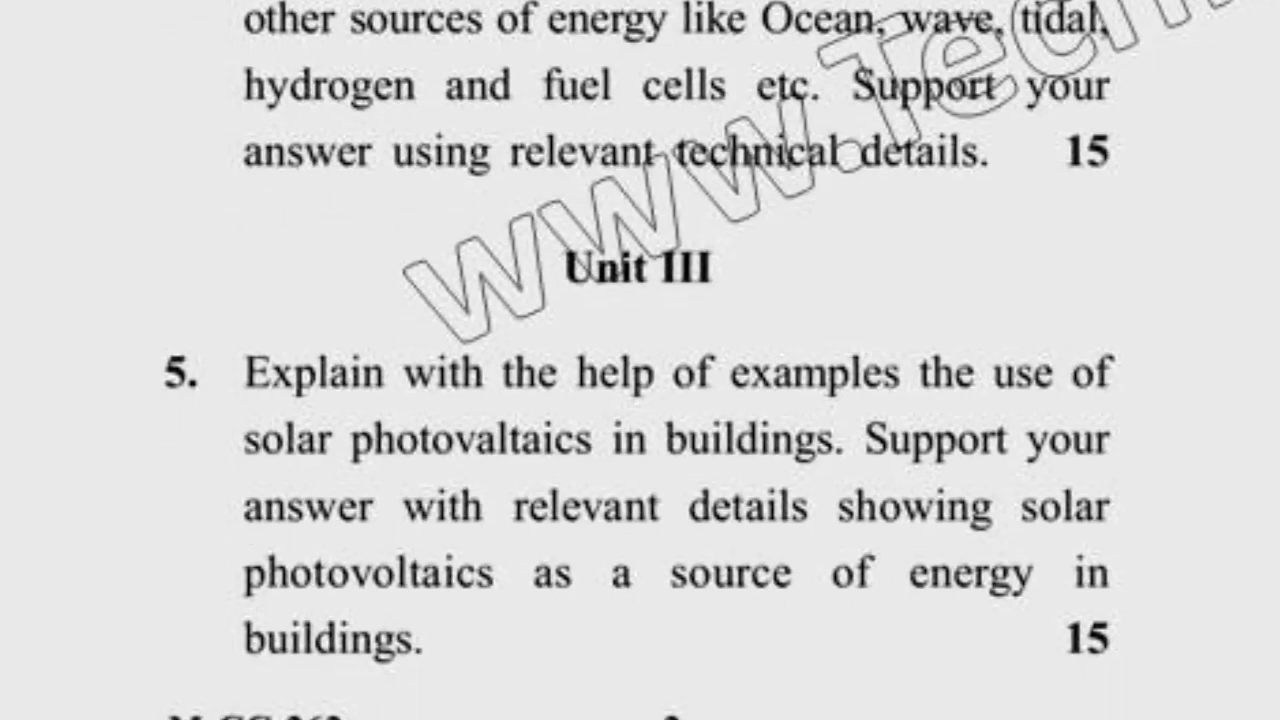 other sources of energy like Ocean, wave, tidal,
hydrogen and fuel cells etc. Support your
answer using relevant technical details. 15
www.Tech
Unit III
5. Explain with the help of examples the use of
solar photovaltaics in buildings. Support your
answer with relevant details showing solar
photovoltaics as a source of energy in
buildings. 15